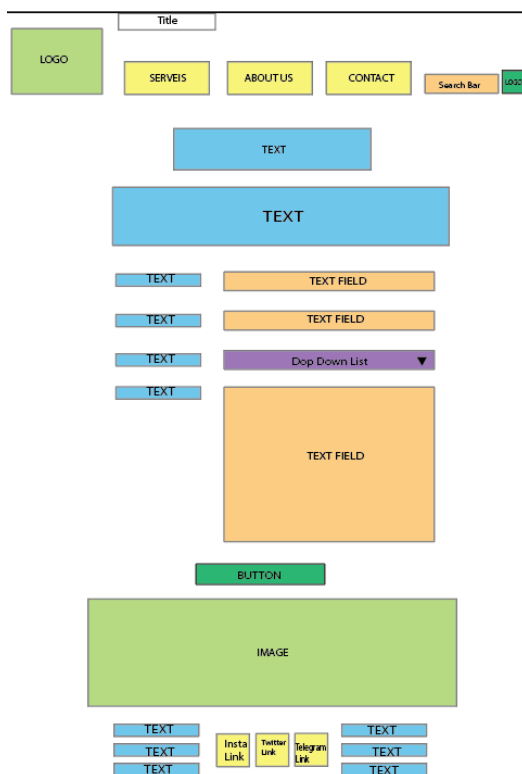 Title
LOGO
SERVEIS
ABOUT US
CONTACT
Search Bar
LOGO
TEXT
TEXT
TEXT
TEXT FIELD
TEXT
TEXT FIELD
TEXT
Dop Down List
TEXT
TEXT FIELD
BUTTON
IMAGE
TEXT
TEXT
TEXT
Insta
Link
Twitter
Link
Telegram
Link
TEXT
TEXT
TEXT